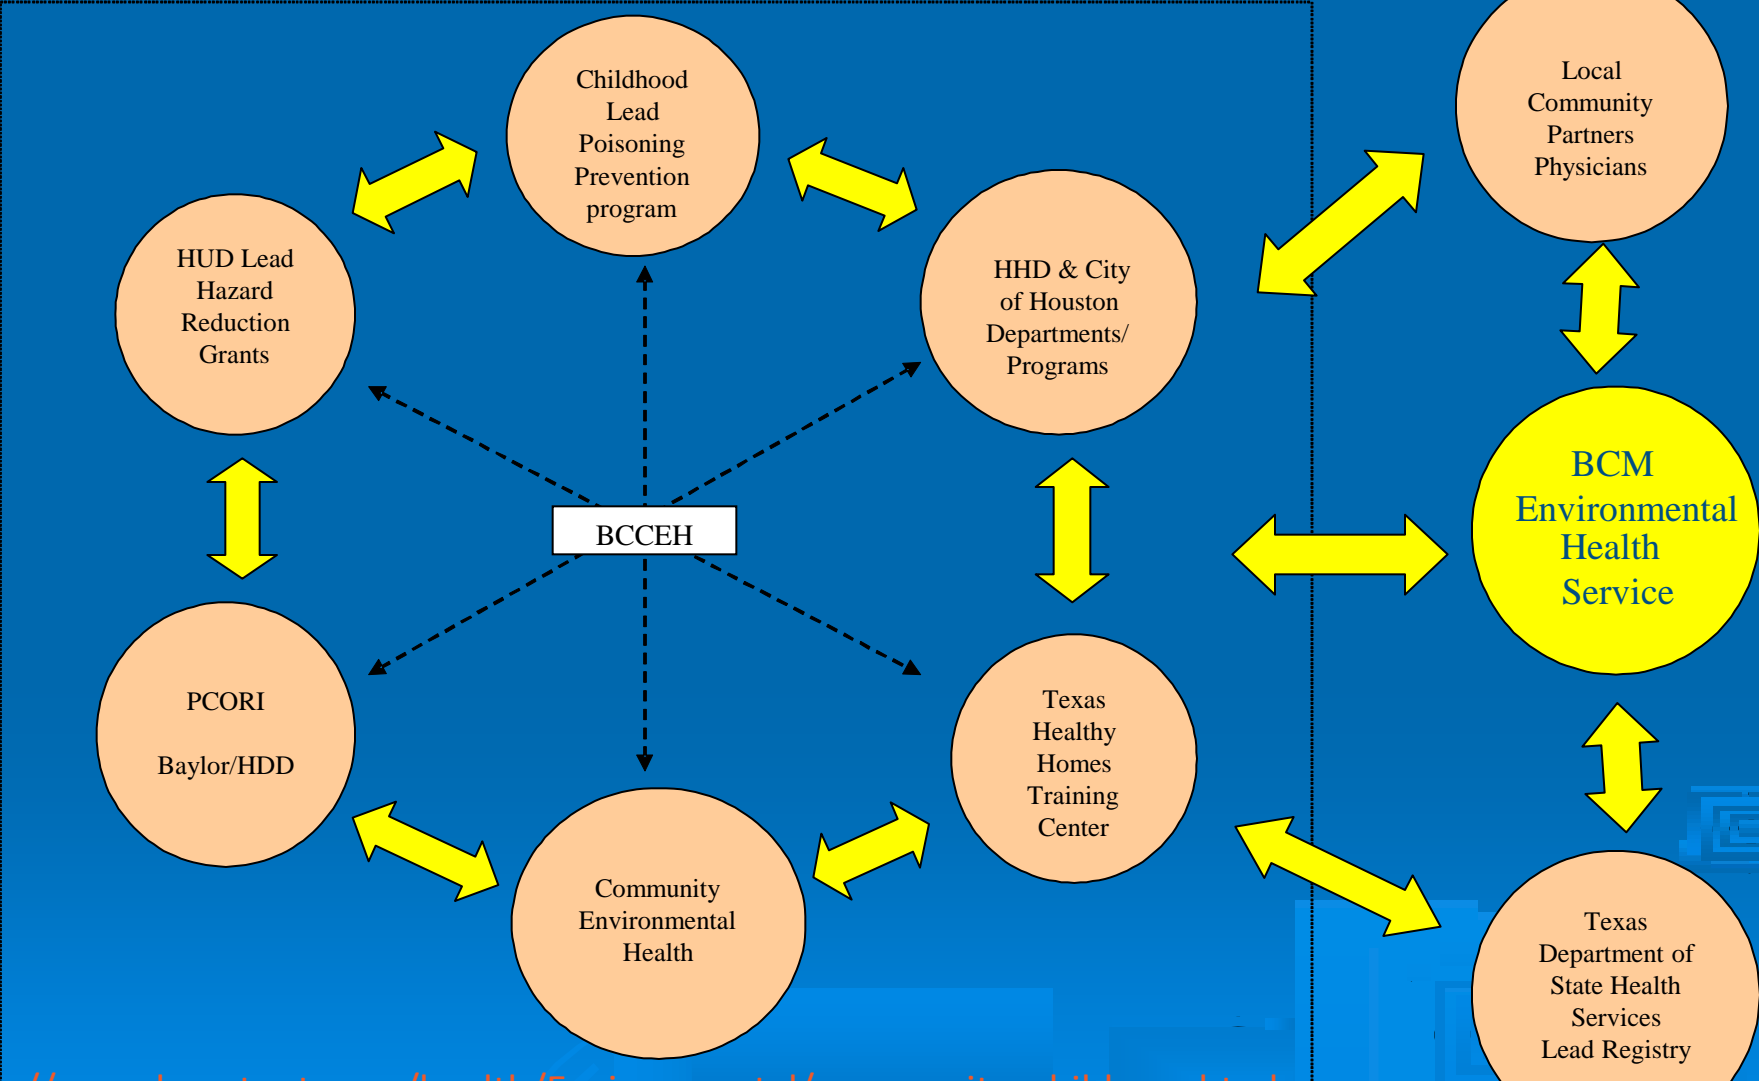 Childhood
Lead
Poisoning
Prevention
program
Local
Community
Partners
Physicians
HUD Lead
Hazard
Reduction
Grants
HHD & City
of Houston
Departments/
Programs
BCCEH
BCM
Environmental
Health
Service
PCORI
Baylor/HDD
Texas
Healthy
Homes
Training
Center
Community
Environmental
Health
Texas
Department of
State Health
Services
Lead Registry